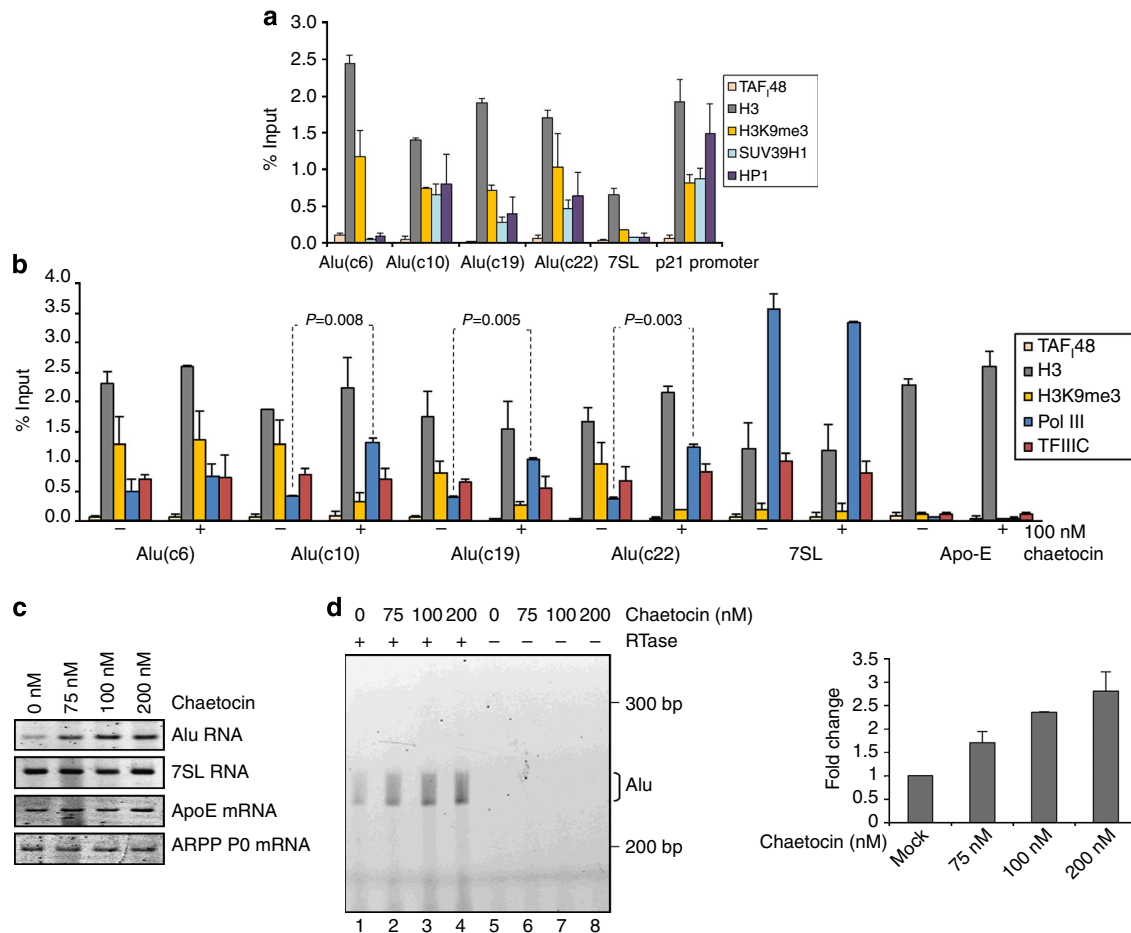 a
3.0
2.5
2.0
1.5
1.0
0.5
0.0
% Input
TAFI48
H3
H3K9me3
SUV39H1
HP1
Alu(c6) Alu(c10) Alu(c19) Alu(c22) 7SL p21 promoter
b
4.0
3.5
3.0
2.5
2.0
1.5
1.0
0.5
0.0
% Input
P=0.008 P=0.005 P=0.003
TAFI48
H3
H3K9me3
Pol III
TFIIIC
– + – + – + – + – + – + 100 nM
chaetocin
Alu(c6) Alu(c10) Alu(c19) Alu(c22) 7SL Apo-E
c
0 nM 75 nM 100 nM 200 nM Chaetocin
Alu RNA
7SL RNA
ApoE mRNA
ARPP P0 mRNA
d
0 75 100 200 0 75 100 200 Chaetocin (nM)
+ + + + – – – – RTase
300 bp
Alu
200 bp
1 2 3 4 5 6 7 8
3.5
3
2.5
2
1.5
1
0.5
0
Fold change
Chaetocin (nM)
Mock 75 nM 100 nM 200 nM